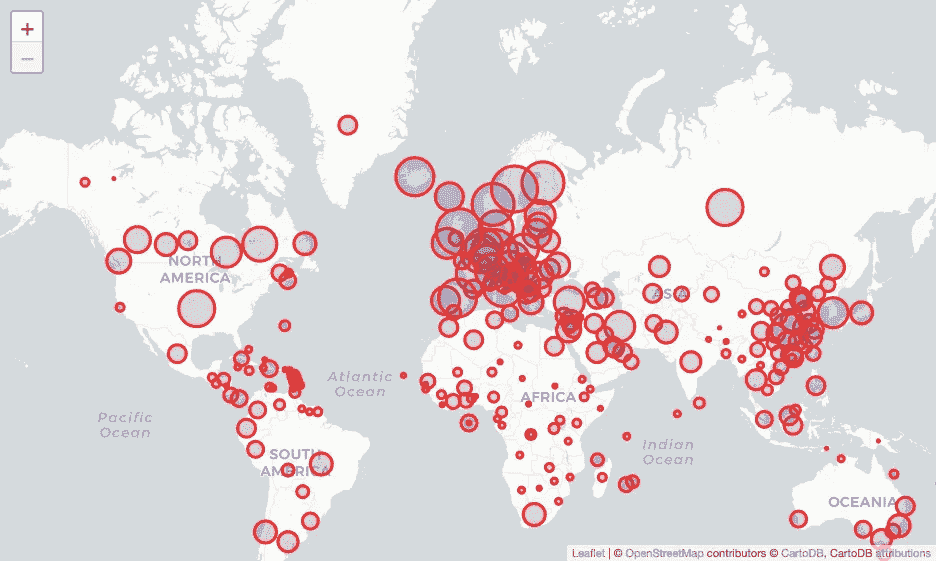 +
−
NORTH
AMERICA
ASIA
Atlantic
Ocean
AFRICA
Pacific
Ocean
Indian
Ocean
SOUTH
AMERICA
OCEANIA
Leaflet | © OpenStreetMap contributors © CartoDB, CartoDB attributions